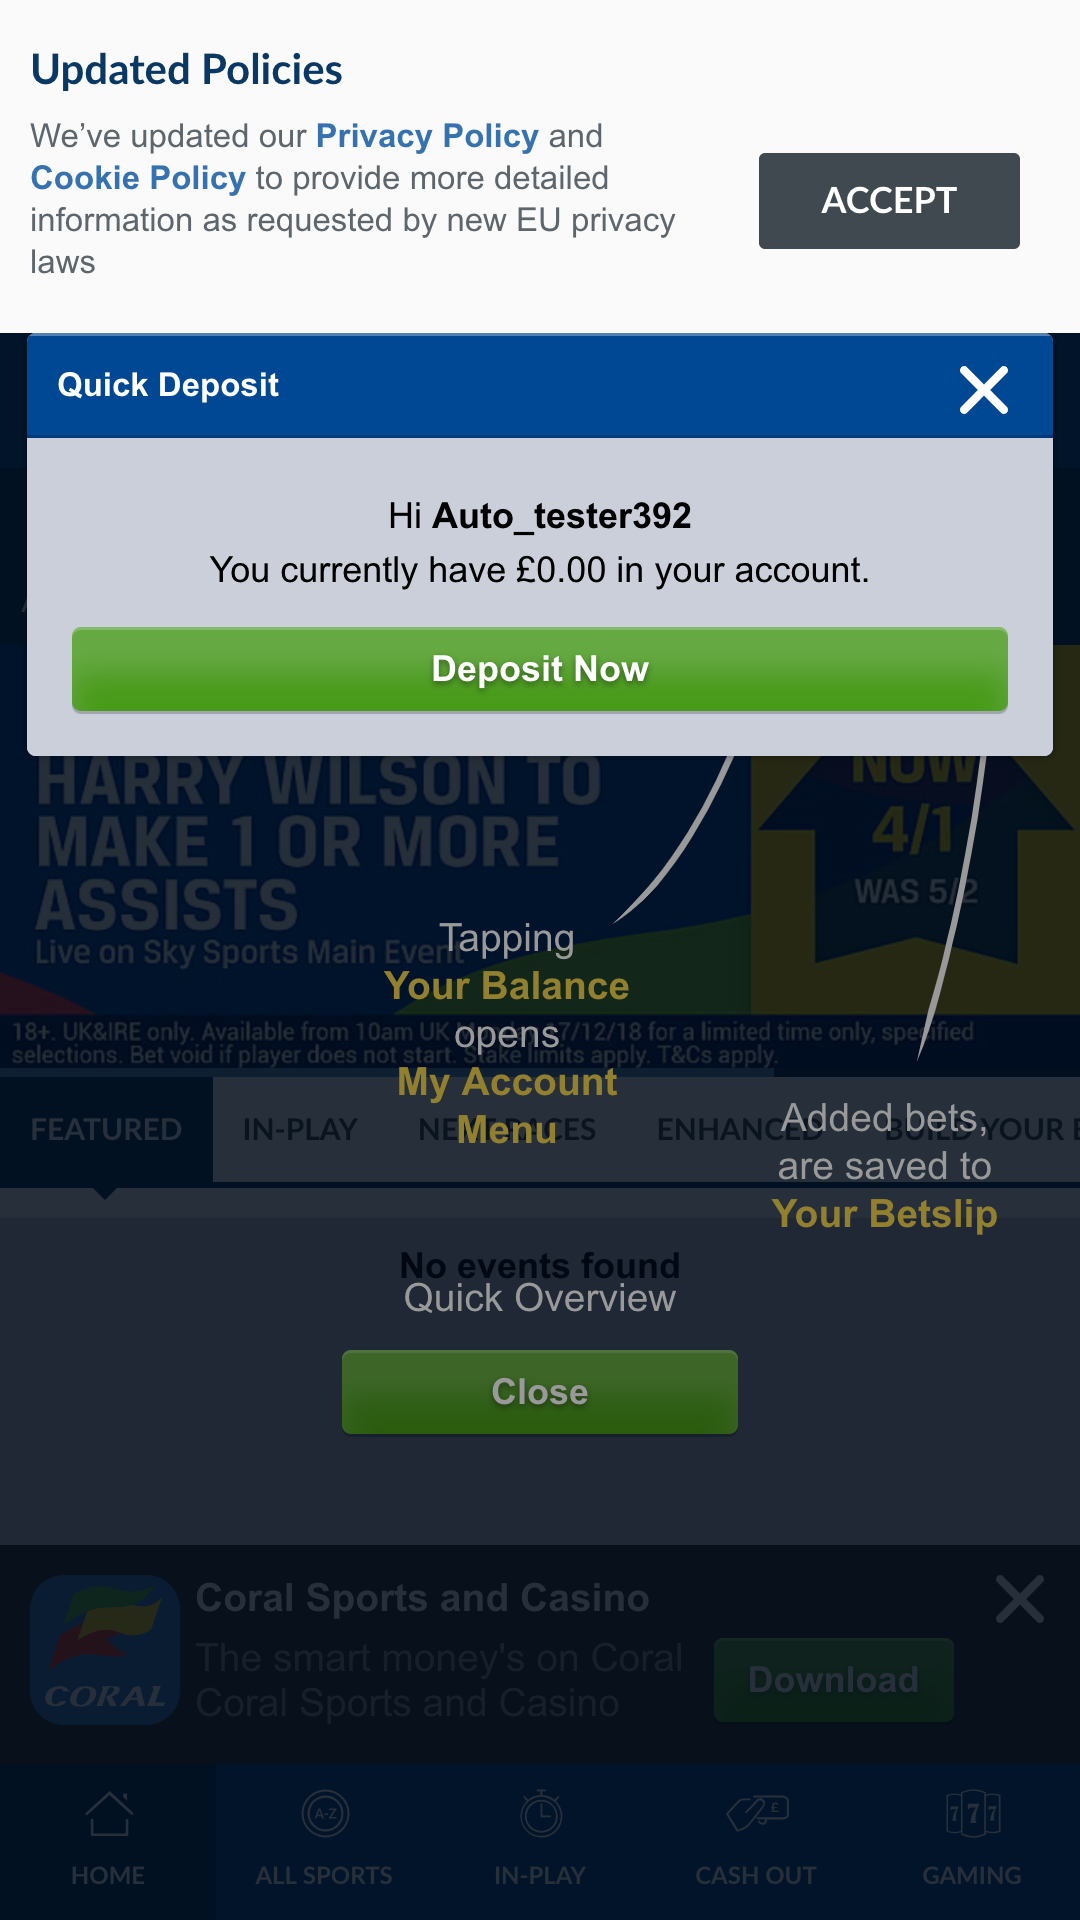 Updated Policies
We've updated our Privacy Policy and
Cookie Policy to provide more detailed
information as requested by new EU privacy
laws
ACCEPT
Quick Deposit
Hi Auto_tester392
You currently have £0.00 in your account.
Deposit Now
HARRY WILSON TO
MAKE 1 OR MORE
ASSISTS
Live on Sky Sports Main Event
NOW
4/1
WAS 5/2
Tapping
Your Balance
opens
My Account
Menu
18+. UK&IRE only. Available from 10am UK Monday 17/12/18 for a limited time only, specified
selections. Bet void if player does not start. Stake limits apply. T&Cs apply.
FEATURED
IN-PLAY
NEXT RACES
ENHANCED
BUILD YOUR
Added bets,
are saved to
Your Betslip
No events found
Quick Overview
Close
Coral Sports and Casino
The smart money's on Coral
Coral Sports and Casino
CORAL
Download
A-Z
£
7 7 7
HOME
ALL SPORTS
IN-PLAY
CASH OUT
GAMING